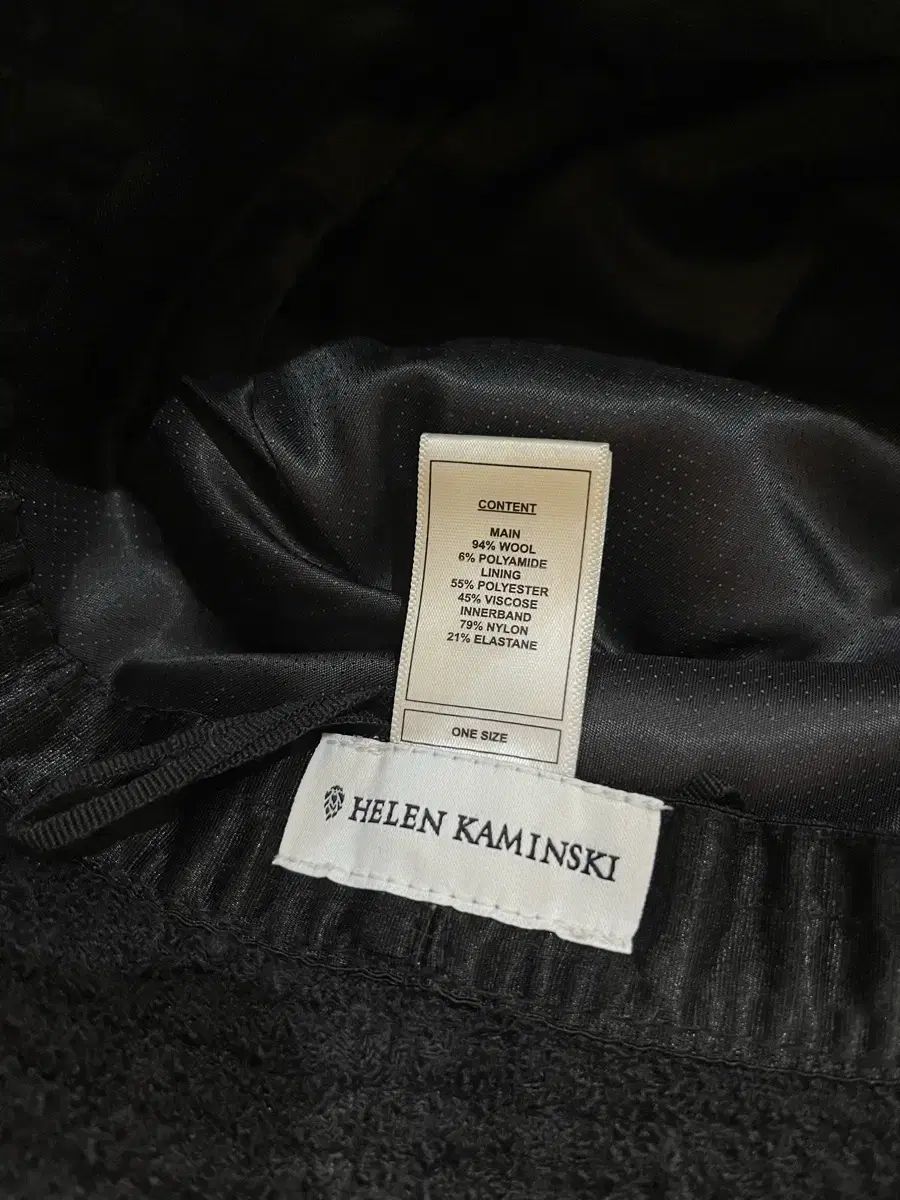 CONTENT
MAIN
94% WOOL
6% POLYAMIDE
LINING
55% POLYESTER
45% VISCOSE
INNERBAND
79% NYLON
21% ELASTANE
ONE SIZE
HELEN KAMINSKI